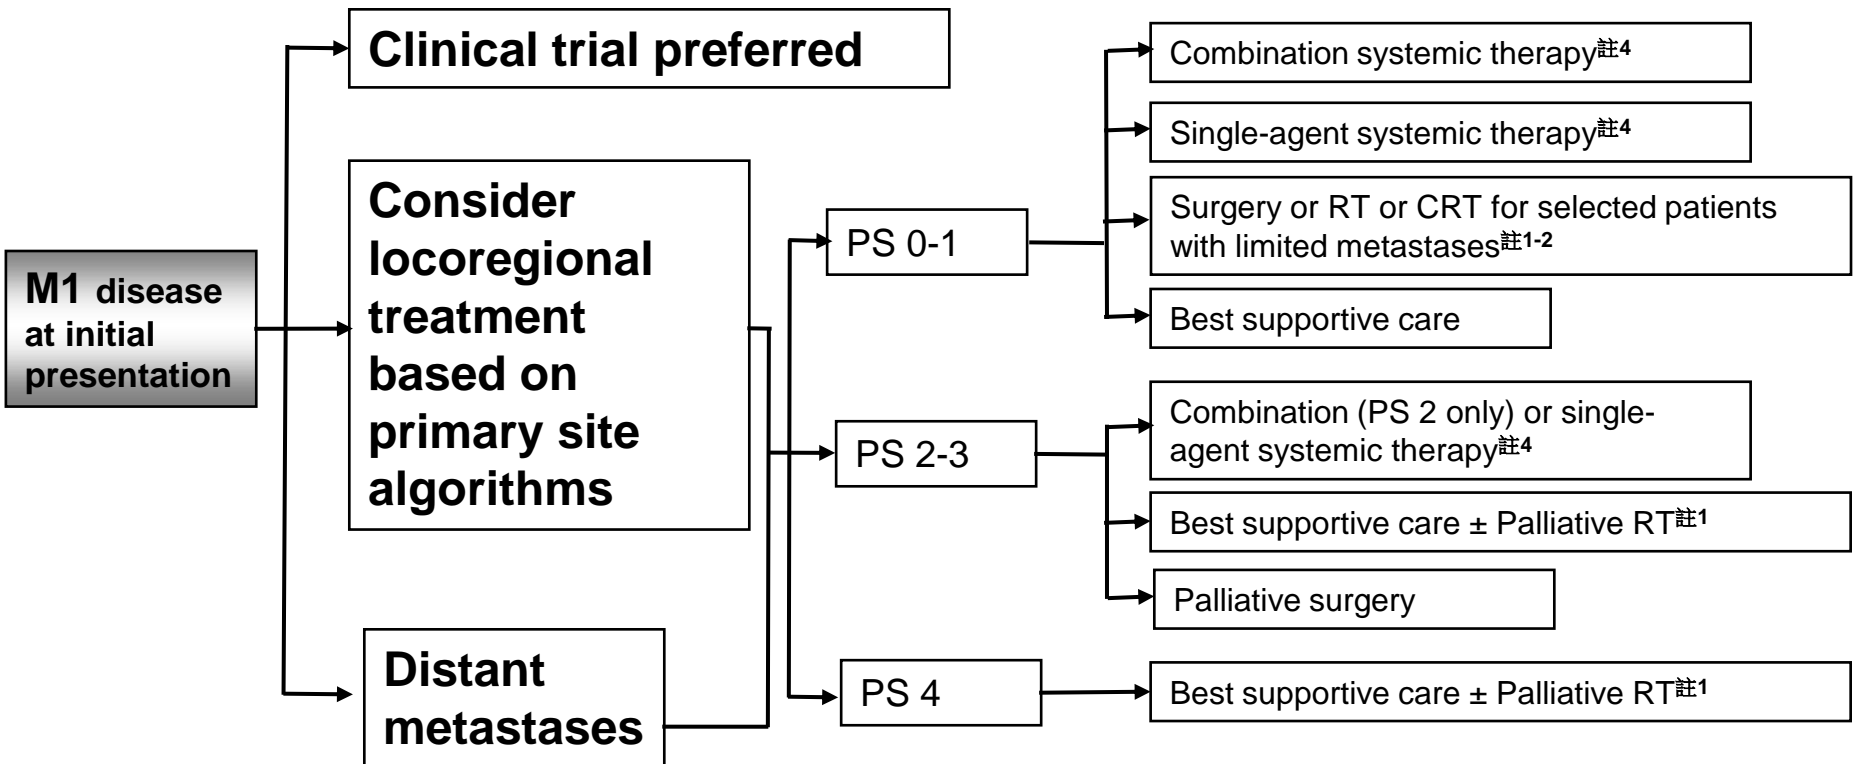 M1 disease
at initial
presentation
Clinical trial preferred
Consider
locoregional
treatment
based on
primary site
algorithms
Distant
metastases
PS 0-1
PS 2-3
PS 4
Combination systemic therapy註4
Single-agent systemic therapy註4
Surgery or RT or CRT for selected patients
with limited metastases註1-2
Best supportive care
Combination (PS 2 only) or single-
agent systemic therapy註4
Best supportive care ± Palliative RT註1
Palliative surgery
Best supportive care ± Palliative RT註1